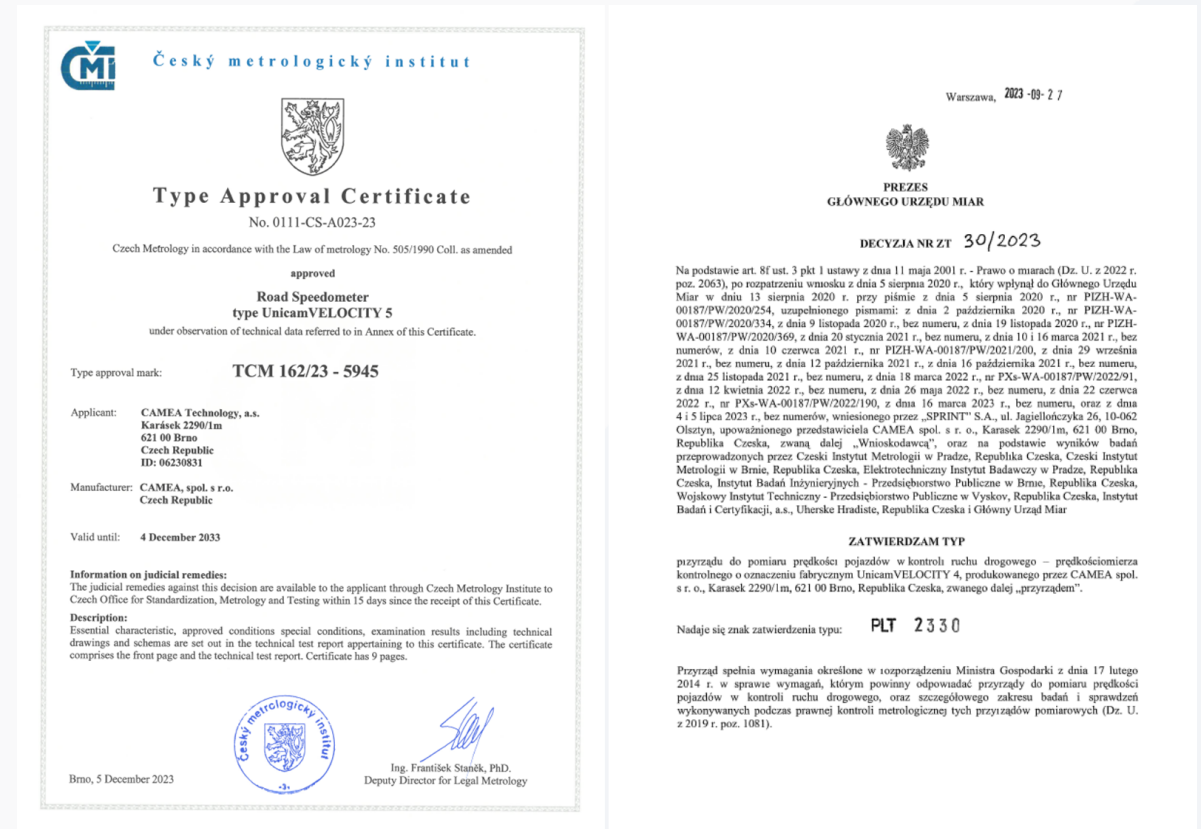 ČMI
Český metrologický institut
Type Approval Certificate
No. 0111-CS-A023-23
Czech Metrology in accordance with the Law of metrology No. 505/1990 Coll. as amended
approved
Road Speedometer
type UnicamVELOCITY 5
under observation of technical data referred to in Annex of this Certificate.
Type approval mark: TCM 162/23 - 5945
Applicant: CAMEA Technology, a.s.
Karásek 2290/1m
621 00 Brno
Czech Republic
ID: 06230831
Manufacturer: CAMEA, spol. s r.o.
Czech Republic
Valid until: 4 December 2033
Information on judicial remedies:
The judicial remedies against this decision are available to the applicant through Czech Metrology Institute to
Czech Office for Standardization, Metrology and Testing within 15 days since the receipt of this Certificate.
Description:
Essential characteristic, approved conditions special conditions, examination results including technical
drawings and schemas are set out in the technical test report appertaining to this certificate. The certificate
comprises the front page and the technical test report. Certificate has 9 pages.
Český metrologický institut
-3-
Ing. František Staněk, PhD.
Deputy Director for Legal Metrology
Brno, 5 December 2023
Warszawa, 2023 -09- 27
PREZES
GŁÓWNEGO URZĘDU MIAR
DECYZJA NR ZT 30/2023
Na podstawie art. 8f ust. 3 pkt 1 ustawy z dnia 11 maja 2001 r. - Prawo o miarach (Dz. U. z 2022 r.
poz. 2063), po rozpatrzeniu wniosku z dnia 5 sierpnia 2020 r., który wpłynął do Głównego Urzędu
Miar w dniu 13 sierpnia 2020 r. przy piśmie z dnia 5 sierpnia 2020 r., nr PIZH-WA-
00187/PW/2020/254, uzupełnionego pismami: z dnia 2 października 2020 r., nr PIZH-WA-
00187/PW/2020/334, z dnia 9 listopada 2020 r., bez numeru, z dnia 19 listopada 2020 r., nr PIZH-
WA-00187/PW/2020/369, z dnia 20 stycznia 2021 r., bez numeru, z dnia 10 i 16 marca 2021 r., bez
numerów, z dnia 10 czerwca 2021 r., nr PIZH-WA-00187/PW/2021/200, z dnia 29 września
2021 r., bez numeru, z dnia 12 października 2021 r., z dnia 16 października 2021 r., bez numeru,
z dnia 25 listopada 2021 r., bez numeru, z dnia 18 marca 2022 r., nr PXs-WA-00187/PW/2022/91,
z dnia 12 kwietnia 2022 r., bez numeru, z dnia 26 maja 2022 r., bez numeru, z dnia 22 czerwca
2022 r., nr PXs-WA-00187/PW/2022/190, z dnia 16 marca 2023 r., bez numeru, oraz z dnia
4 i 5 lipca 2023 r., bez numerów, wniesionego przez „SPRINT” S.A., ul. Jagiellończyka 26, 10-062
Olsztyn, upoważnionego przedstawiciela CAMEA spol. s r. o., Karasek 2290/1m, 621 00 Brno,
Republika Czeska, zwaną dalej „Wnioskodawcą”, oraz na podstawie wyników badań
przeprowadzonych przez Czeski Instytut Metrologii w Pradze, Republika Czeska, Czeski Instytut
Metrologii w Brnie, Republika Czeska, Elektrotechniczny Instytut Badawczy w Pradze, Republika
Czeska, Instytut Badań Inżynieryjnych - Przedsiębiorstwo Publiczne w Brnie, Republika Czeska,
Wojskowy Instytut Techniczny - Przedsiębiorstwo Publiczne w Vyskov, Republika Czeska, Instytut
Badań i Certyfikacji, a.s., Uherske Hradiste, Republika Czeska i Główny Urząd Miar
ZATWIERDZAM TYP
przyrządu do pomiaru prędkości pojazdów w kontroli ruchu drogowego – prędkościomierza
kontrolnego o oznaczeniu fabrycznym UnicamVELOCITY 4, produkowanego przez CAMEA spol.
s r. o., Karasek 2290/1m, 621 00 Brno, Republika Czeska, zwanego dalej „przyrządem”.
Nadaje się znak zatwierdzenia typu: PLT 2330
Przyrząd spełnia wymagania określone w rozporządzeniu Ministra Gospodarki z dnia 17 lutego
2014 r. w sprawie wymagań, którym powinny odpowiadać przyrządy do pomiaru prędkości
pojazdów w kontroli ruchu drogowego, oraz szczegółowego zakresu badań i sprawdzeń
wykonywanych podczas prawnej kontroli metrologicznej tych przyrządów pomiarowych (Dz. U.
z 2019 r. poz. 1081).